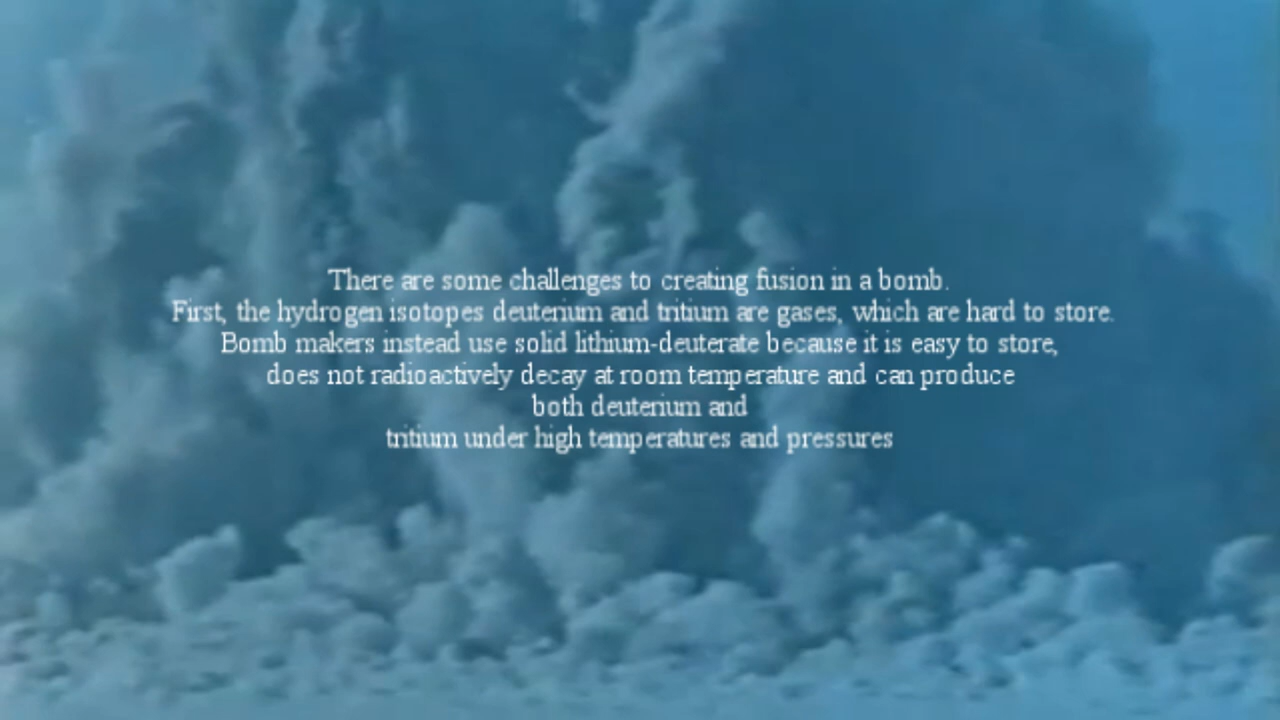 There are some challenges to creating fusion in a bomb.
First, the hydrogen isotopes deuterium and tritium are gases, which are hard to store.
Bomb makers instead use solid lithium-deuterate because it is easy to store,
does not radioactively decay at room temperature and can produce
both deuterium and
tritium under high temperatures and pressures